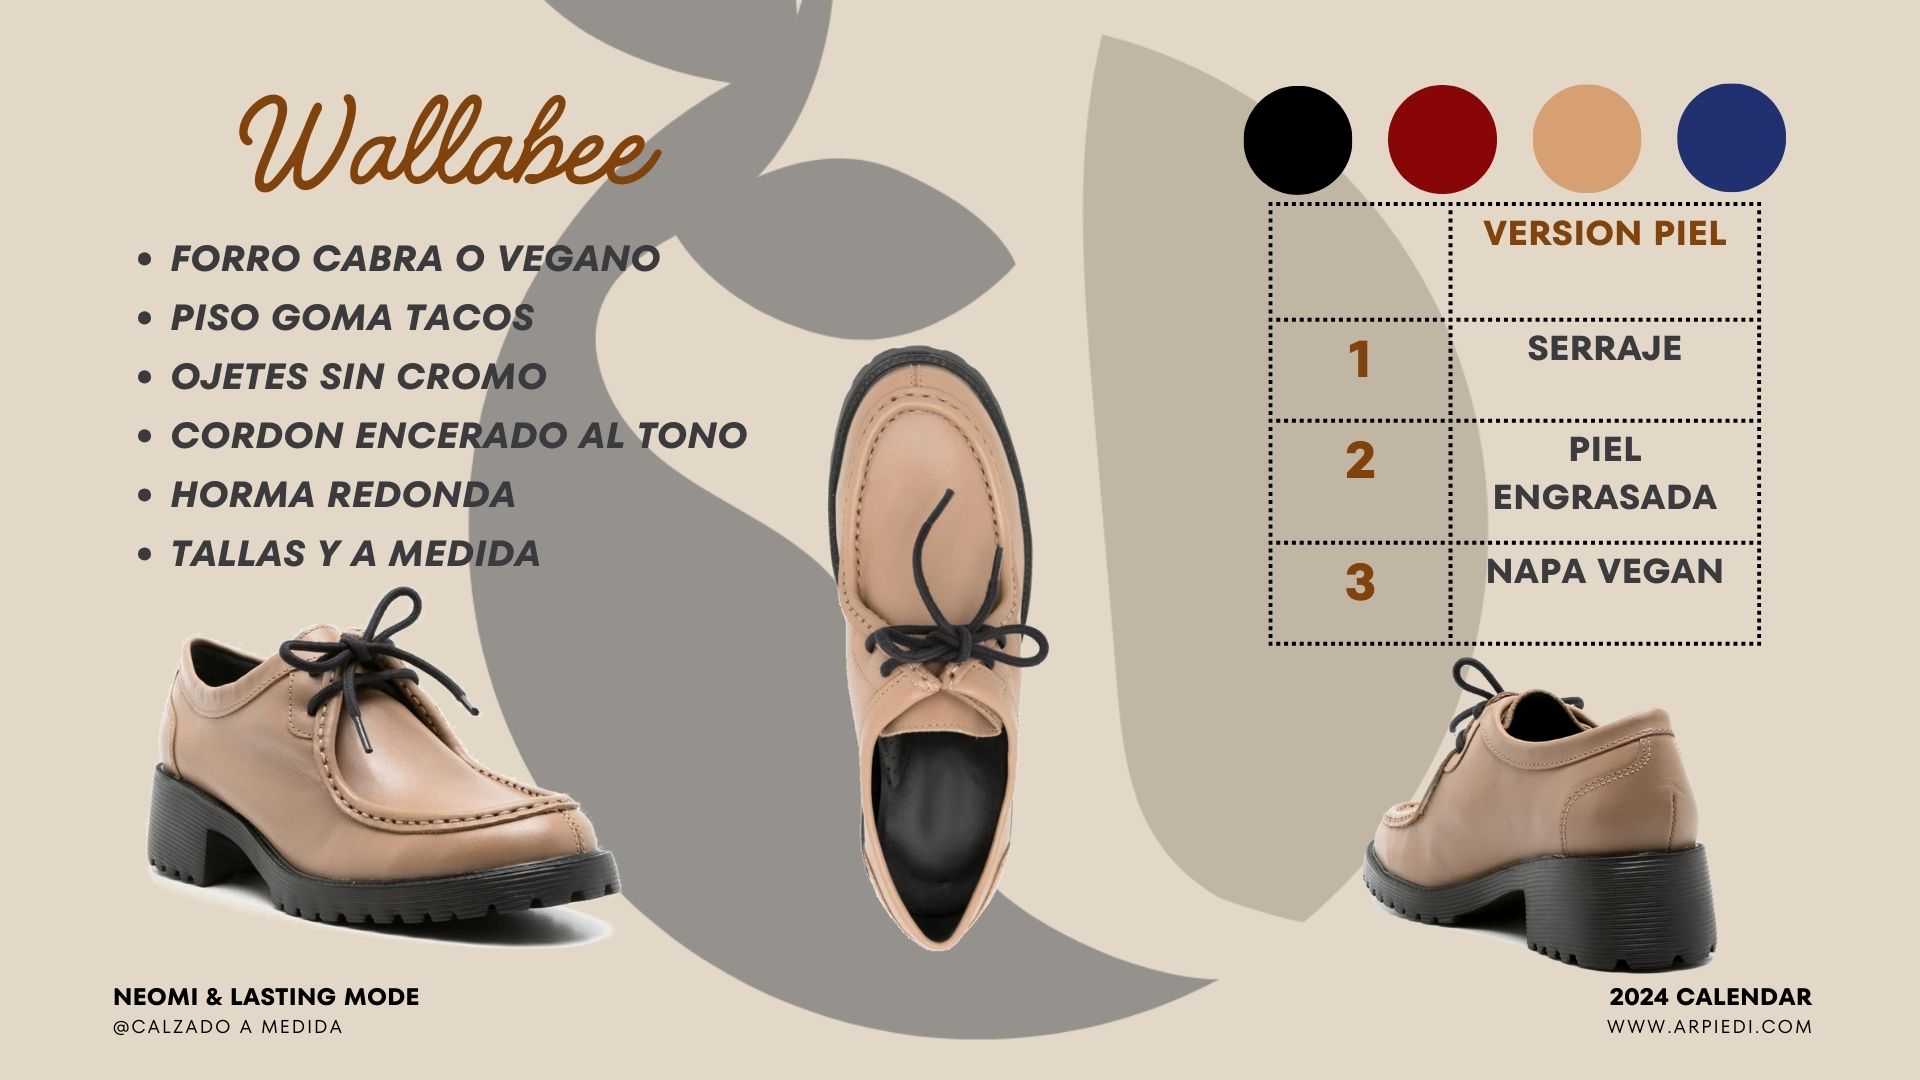 Wallabee
FORRO CABRA O VEGANO
PISO GOMA TACOS
OJETES SIN CROMO
CORDON ENCERADO AL TONO
HORMA REDONDA
TALLAS Y A MEDIDA
VERSION PIEL
1 SERRAJE
2 PIEL
ENGRASADA
3 NAPA VEGAN
NEOMI & LASTING MODE
@CALZADO A MEDIDA
2024 CALENDAR
WWW.ARPIEDI.COM